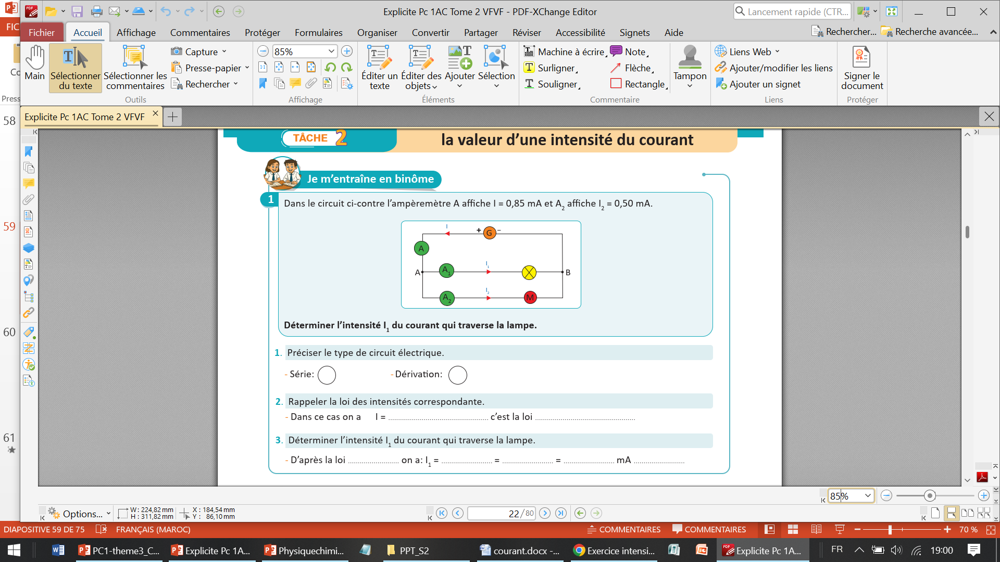 Explicite Pc 1AC Tome 2 VFVF - PDF-XChange Editor
Lancement rapide (CTR...
FIC
Fichier
Accueil
Affichage
Commentaires
Protéger
Formulaires
Organiser
Convertir
Partager
Réviser
Accessibilité
Signets
Aide
Rechercher...
Recherche avancée...
Co
Press
Main
Sélectionner
du texte
Sélectionner les
commentaires
Capture
Presse-papier
Rechercher
Outils
85%
Affichage
Éditer un
texte
Éditer des
objets
Ajouter
Sélection
Éléments
Machine à écrire
Surligner
Souligner
Note
Flèche
Rectangle
Tampon
Commentaire
Liens Web
Ajouter/modifier les liens
Ajouter un signet
Liens
Signer le
document
Protéger
Explicite Pc 1AC Tome 2 VFVF
58
59
60
61
TÂCHE 2
la valeur d'une intensité du courant
Je m'entraîne en binôme
1
Dans le circuit ci-contre l'ampèremètre A affiche I = 0,85 mA et A2 affiche I2 = 0,50 mA.
I
+ G –
A
A A1 I1 B
A2 I2 M
Déterminer l'intensité I1 du courant qui traverse la lampe.
1. Préciser le type de circuit électrique.
- Série: - Dérivation:
2. Rappeler la loi des intensités correspondante.
- Dans ce cas on a I = ................................................ c'est la loi ................................................
3. Déterminer l'intensité I1 du courant qui traverse la lampe.
- D'après la loi ......................... on a: I1 = ......................... = ......................... = ......................... mA .........................
85%
Options...
W : 224,82 mm
H : 311,82 mm
X : 184,54 mm
Y : 86,10 mm
22 / 80
DIAPOSITIVE 59 DE 75
FRANÇAIS (MAROC)
COMMENTAIRES
COMMENTAIRES
70 %
PC1-theme3_C...
Explicite Pc 1A...
Physiquechimi...
PPT_S2
courant.docx -...
Exercice intensi...
Explicite Pc 1A...
FR
19:00